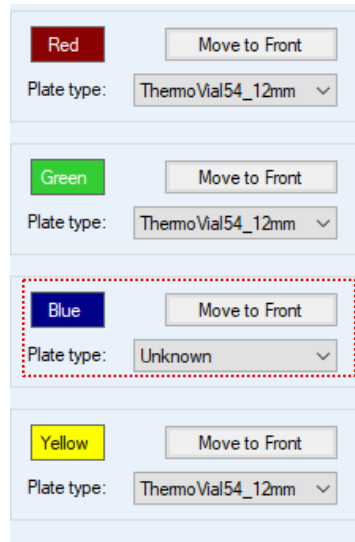 Red Move to Front
Plate type: ThermoVial54_12mm
Green Move to Front
Plate type: ThermoVial54_12mm
Blue Move to Front
Plate type: Unknown
Yellow Move to Front
Plate type: ThermoVial54_12mm